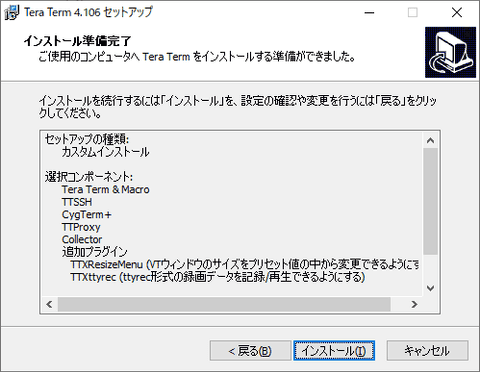 Tera Term 4.106 セットアップ
インストール準備完了
ご使用のコンピュータへ Tera Term をインストールする準備ができました。
インストールを続行するには「インストール」を、設定の確認や変更を行うには「戻る」をクリッ
クしてください。
セットアップの種類:
カスタムインストール
選択コンポーネント:
Tera Term & Macro
TTSSH
CygTerm+
TTProxy
Collector
追加プラグイン
TTXResizeMenu (VTウィンドウのサイズをプリセット値の中から変更できるようにす
TTXttyrec (ttyrec形式の録画データを記録/再生できるようにする)
< 戻る(B)
インストール(I)
キャンセル